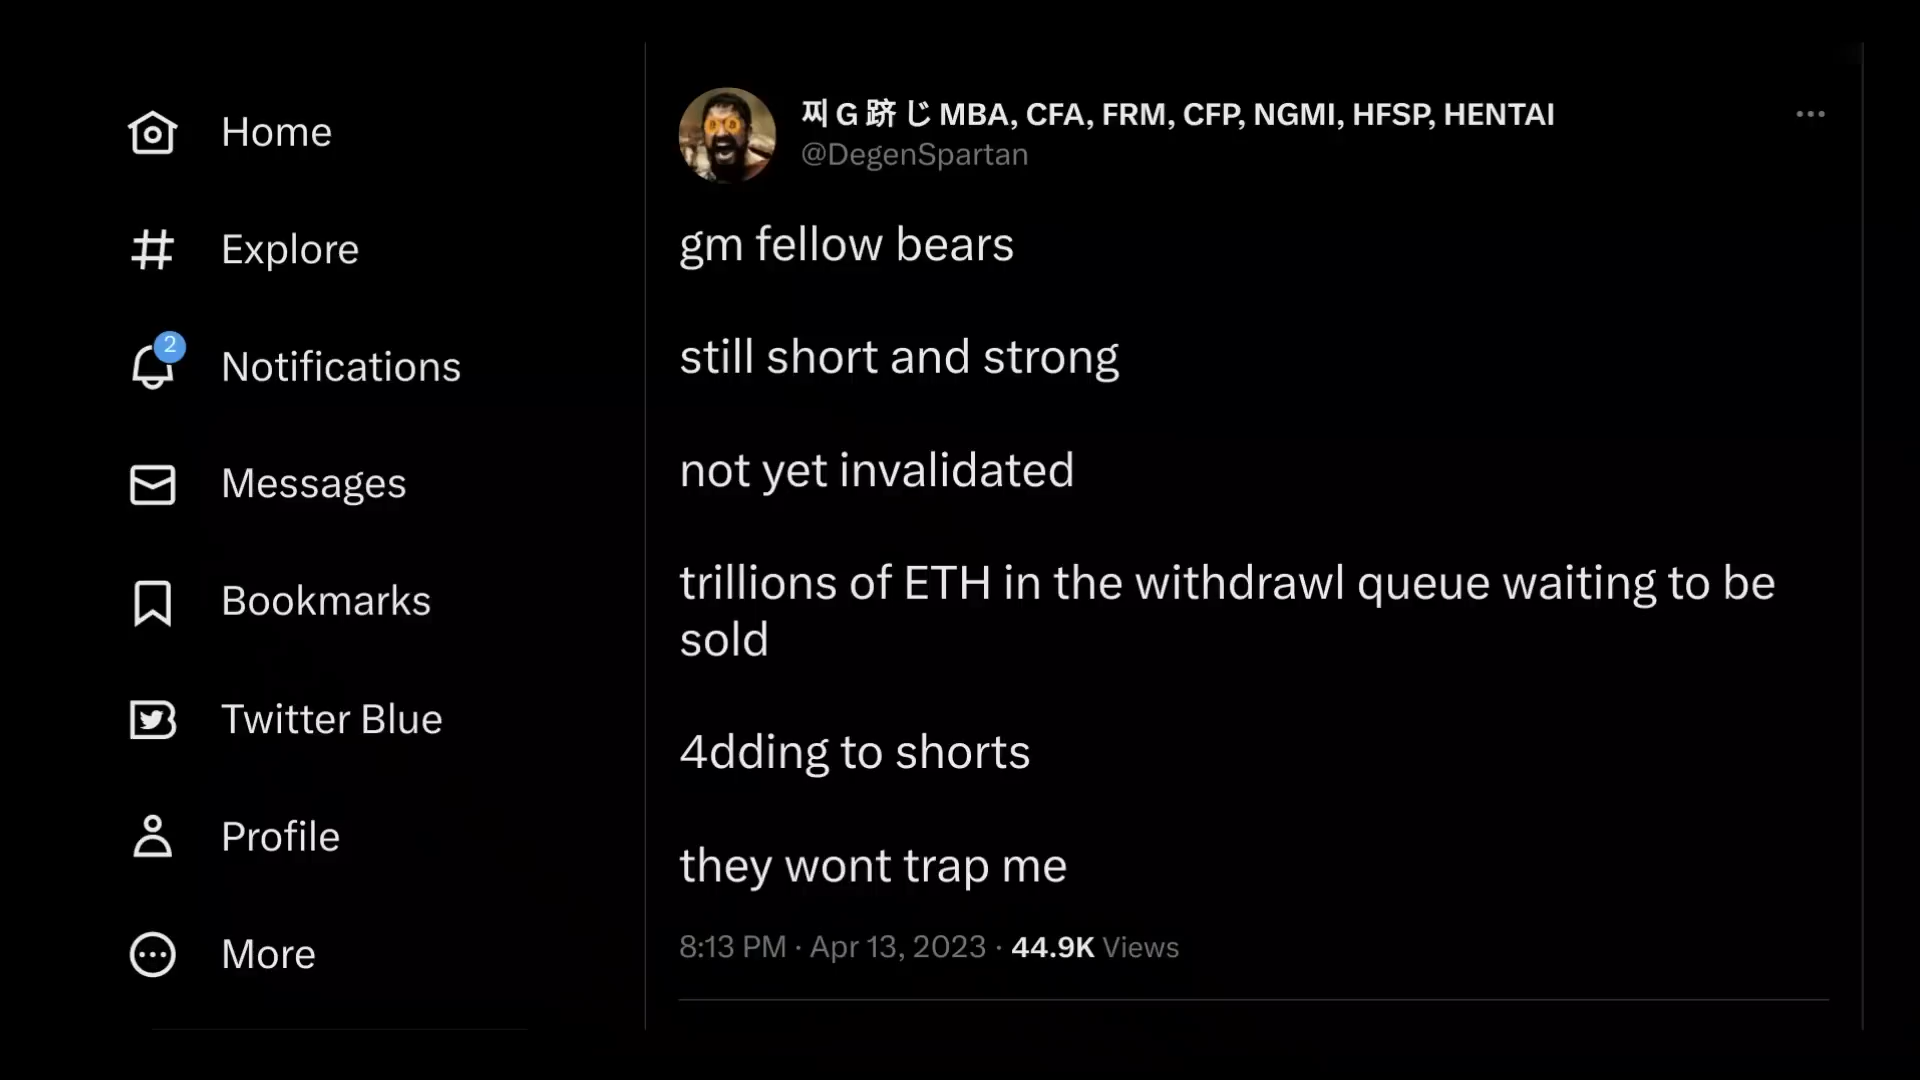 Home
Explore
2
Notifications
Messages
Bookmarks
Twitter Blue
Profile
More
찌 G 跻 じ MBA, CFA, FRM, CFP, NGMI, HFSP, HENTAI
@DegenSpartan
gm fellow bears
still short and strong
not yet invalidated
trillions of ETH in the withdrawl queue waiting to be
sold
4dding to shorts
they wont trap me
8:13 PM · Apr 13, 2023 · 44.9K Views